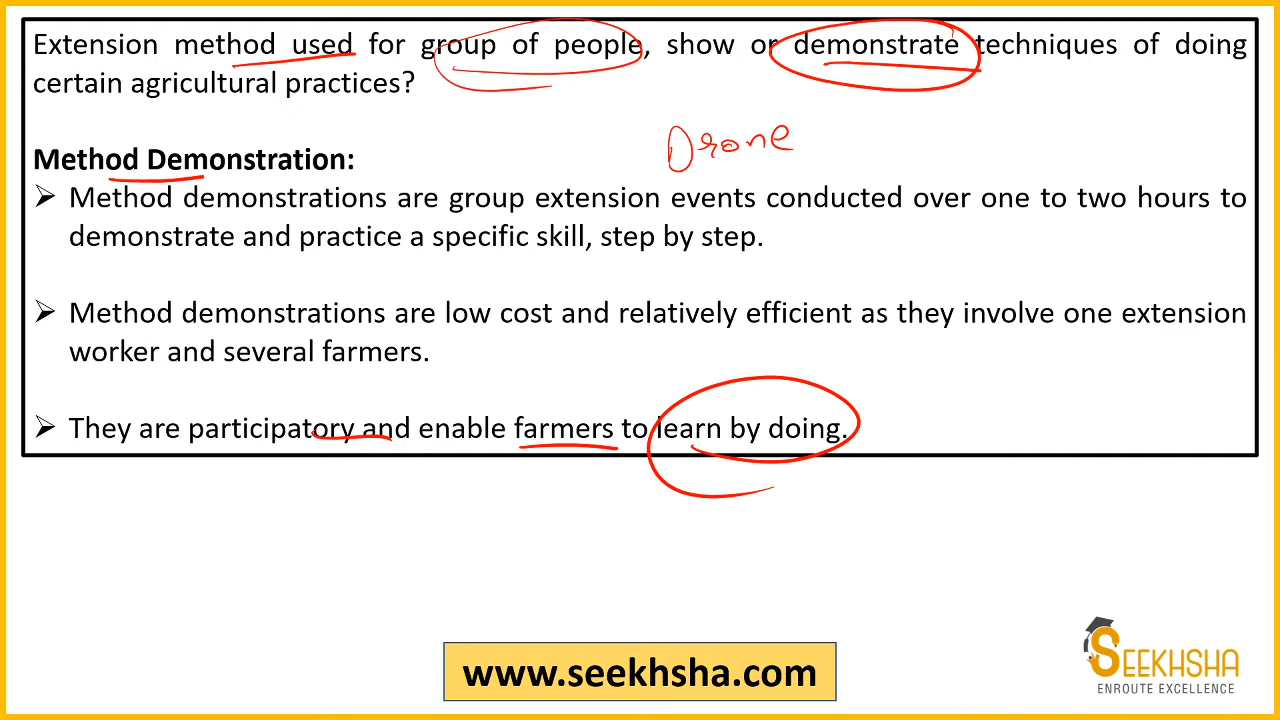 Extension method used for group of people, show or demonstrate techniques of doing
certain agricultural practices?
Drone
Method Demonstration:
➢ Method demonstrations are group extension events conducted over one to two hours to
demonstrate and practice a specific skill, step by step.
➢ Method demonstrations are low cost and relatively efficient as they involve one extension
worker and several farmers.
➢ They are participatory and enable farmers to learn by doing.
www.seekhsha.com
SEEKHSHA
ENROUTE EXCELLENCE